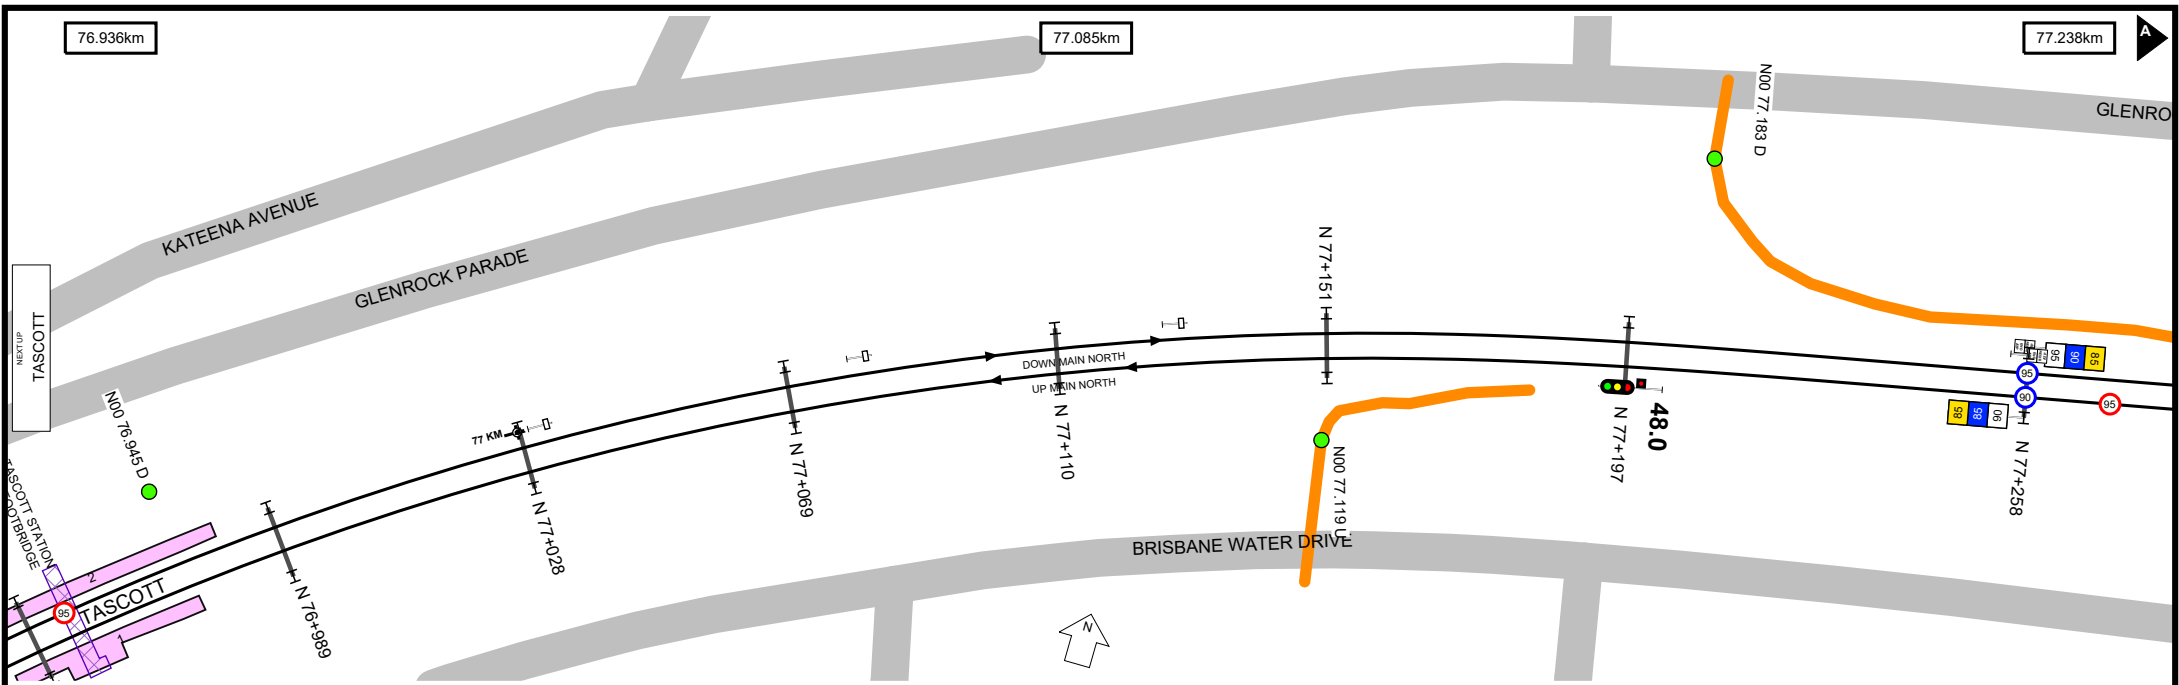 76.936km
77.085km
77.238km
A
N00 77.183 D
GLENRO
KATEENA AVENUE
GLENROCK PARADE
NEXT UP
TASCOTT
N00 76.945 D
TASCOTT STATION
FOOTBRIDGE
2
TASCOTT
95
1
N 76+989
77 KM
N 77+028
N 77+069
DOWN MAIN NORTH
UP MAIN NORTH
N 77+110
N 77+151
N00 77.119 U
BRISBANE WATER DRIVE
N
N 77+197
48.0
95
90
85
95
90
95
85
85
90
N 77+258